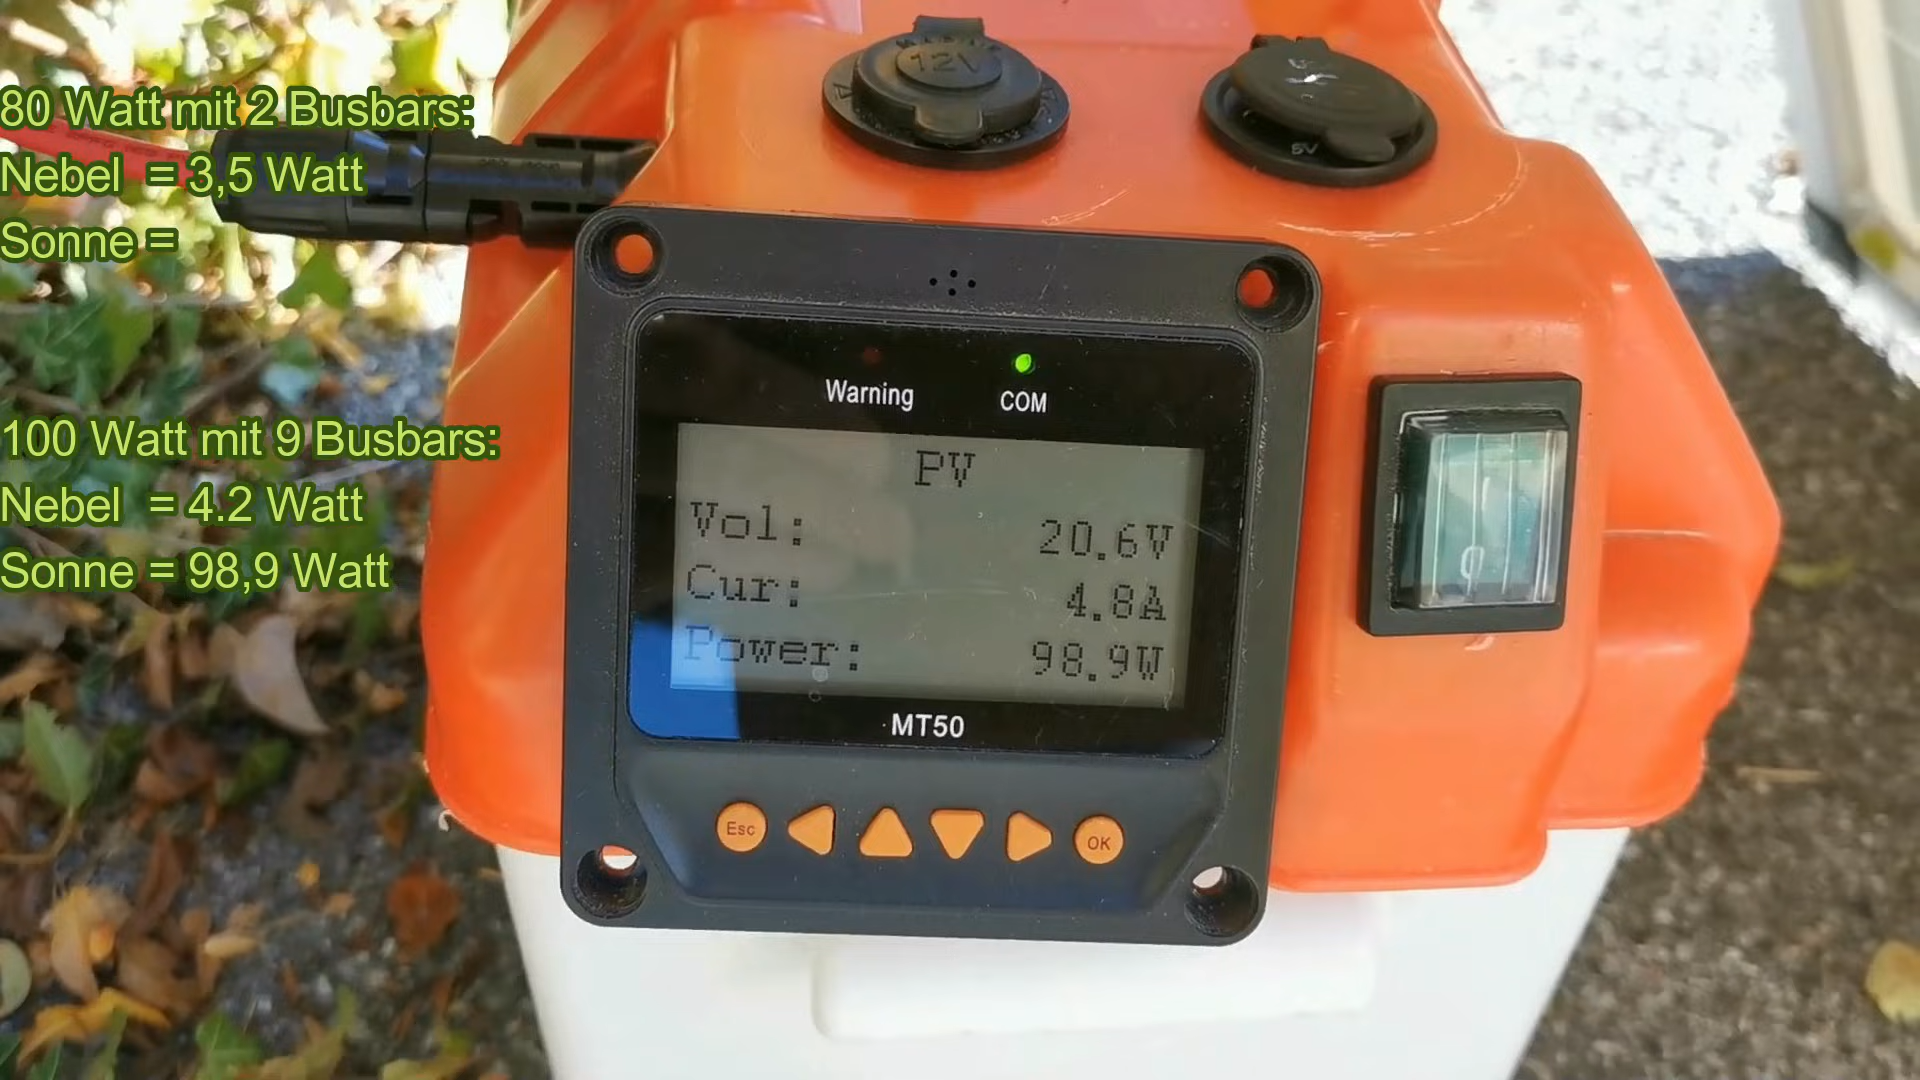 80 Watt mit 2 Busbars:
Nebel = 3,5 Watt
Sonne =
100 Watt mit 9 Busbars:
Nebel = 4.2 Watt
Sonne = 98,9 Watt
12V
5V
Warning
COM
PV
Vol: 20.6V
Cur: 4.8A
Power: 98.9W
MT50
Esc
OK